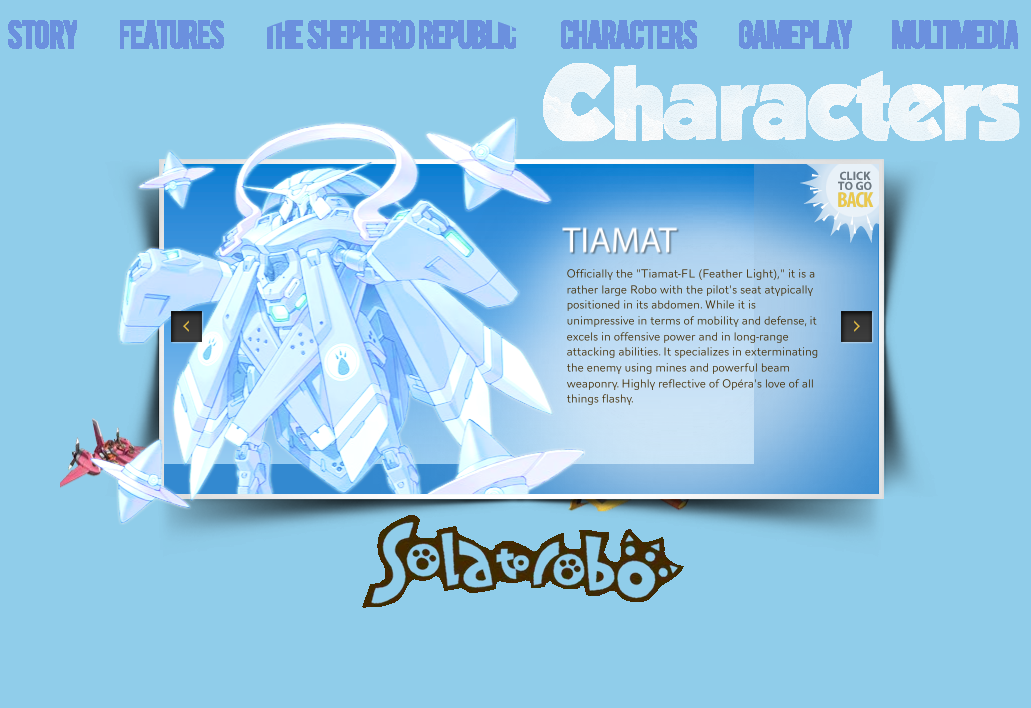 STORY FEATURES THE SHEPHERD REPUBLIC CHARACTERS GAMEPLAY MULTIMEDIA
Characters
CLICK
TO GO
BACK
TIAMAT
Officially the "Tiamat-FL (Feather Light)," it is a
rather large Robo with the pilot's seat atypically
positioned in its abdomen. While it is
unimpressive in terms of mobility and defense, it
excels in offensive power and in long-range
attacking abilities. It specializes in exterminating
the enemy using mines and powerful beam
weaponry. Highly reflective of Opéra's love of all
things flashy.
Solatorobo